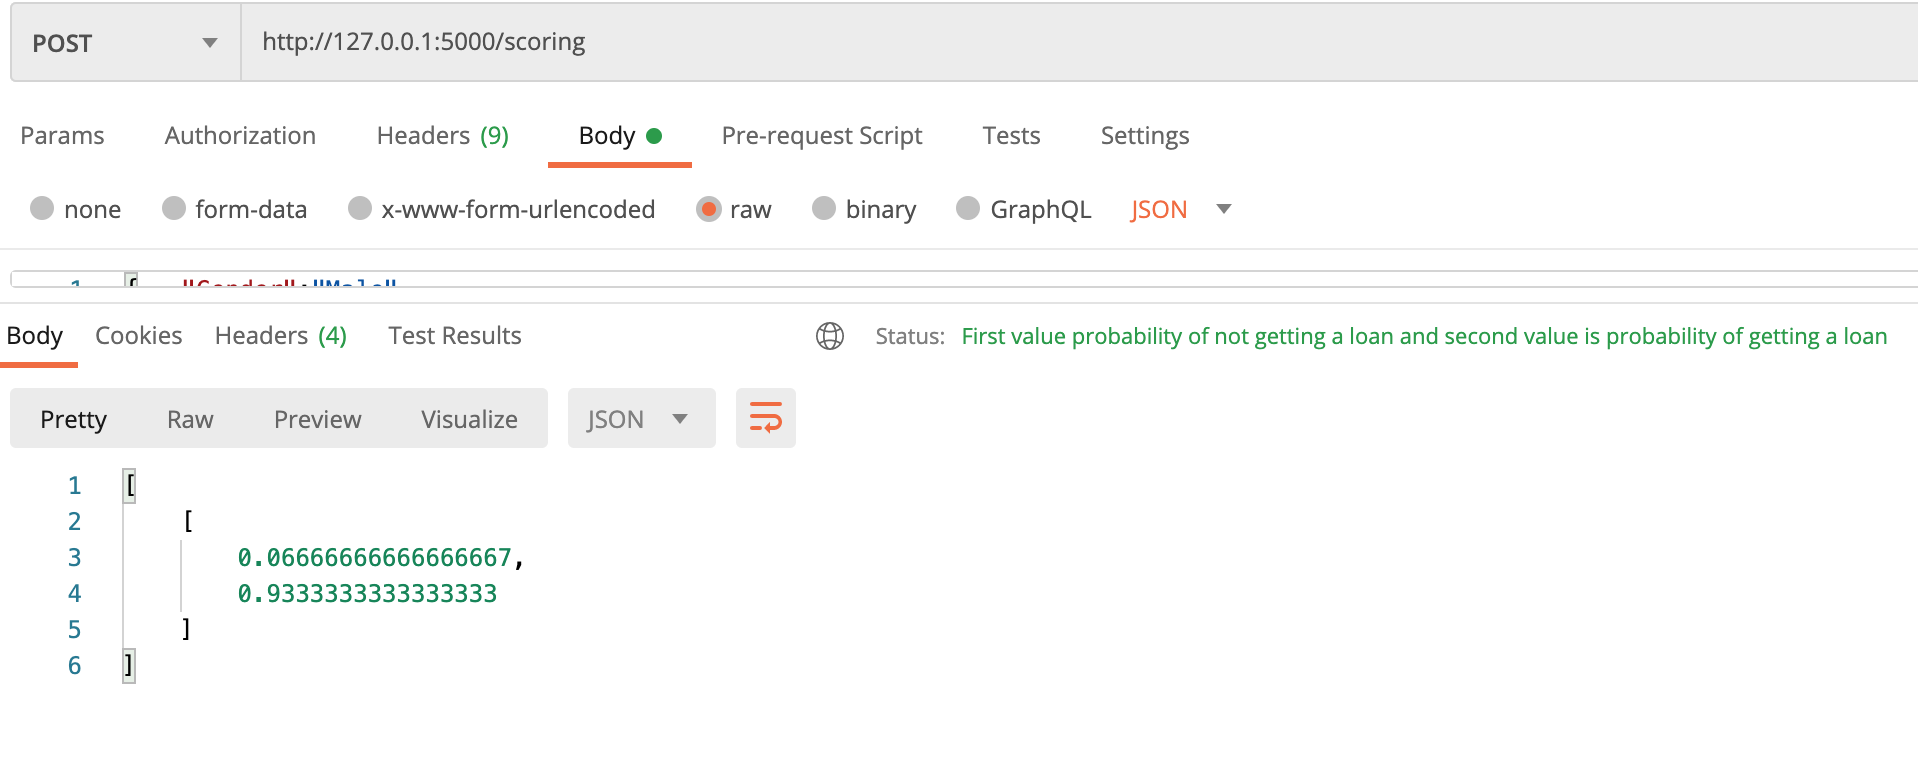 POST http://127.0.0.1:5000/scoring
Params Authorization Headers (9) Body Pre-request Script Tests Settings
none form-data x-www-form-urlencoded raw binary GraphQL JSON
1 { "Gender":"Male"
Body Cookies Headers (4) Test Results Status: First value probability of not getting a loan and second value is probability of getting a loan
Pretty Raw Preview Visualize JSON
1 [
2 [
3 0.06666666666666667,
4 0.9333333333333333
5 ]
6 ]